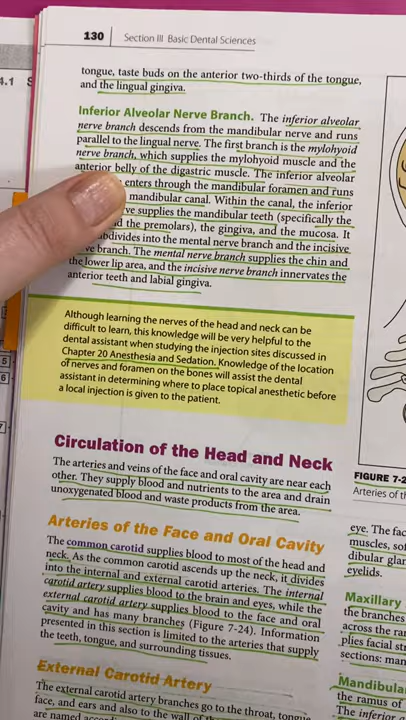 130 | Section III Basic Dental Sciences
tongue, taste buds on the anterior two-thirds of the tongue,
and the lingual gingiva.
Inferior Alveolar Nerve Branch. The inferior alveolar
nerve branch descends from the mandibular nerve and runs
parallel to the lingual nerve. The first branch is the mylohyoid
nerve branch, which supplies the mylohyoid muscle and the
anterior belly of the digastric muscle. The inferior alveolar
enters through the mandibular foramen and runs
mandibular canal. Within the canal, the inferior
supplies the mandibular teeth (specifically the
the premolars), the gingiva, and the mucosa. It
into the mental nerve branch and the incisive
branch. The mental nerve branch supplies the chin and
the lower lip area, and the incisive nerve branch innervates the
anterior teeth and labial gingiva.
Although learning the nerves of the head and neck can be
difficult to learn, this knowledge will be very helpful to the
dental assistant when studying the injection sites discussed in
Chapter 20 Anesthesia and Sedation. Knowledge of the location
of nerves and foramen on the bones will assist the dental
assistant in determining where to place topical anesthetic before
a local injection is given to the patient.
Circulation of the Head and Neck
The arteries and veins of the face and oral cavity are near each
other. They supply blood and nutrients to the area and drain
unoxygenated blood and waste products from the area.
Arteries of the Face and Oral Cavity
The common carotid supplies blood to most of the head and
neck. As the common carotid ascends up the neck, it divides
into the internal and external carotid arteries. The internal
carotid artery supplies blood to the brain and eyes, while the
external carotid artery supplies blood to the face and oral
cavity and has many branches (Figure 7-24). Information
presented in this section is limited to the arteries that supply
the teeth, tongue, and surrounding tissues.
External Carotid Artery
The external carotid artery branches go to the throat, tongue,
face, and ears and also to the wall of
are named
4.1
5
6
FIGURE 7-2
Arteries of t
eye. The fac
muscles, sof
dibular glan
eyelids.
Maxillary
the branches
across the
plies facial
sections:
Mandibula
the ramus of
The inferior